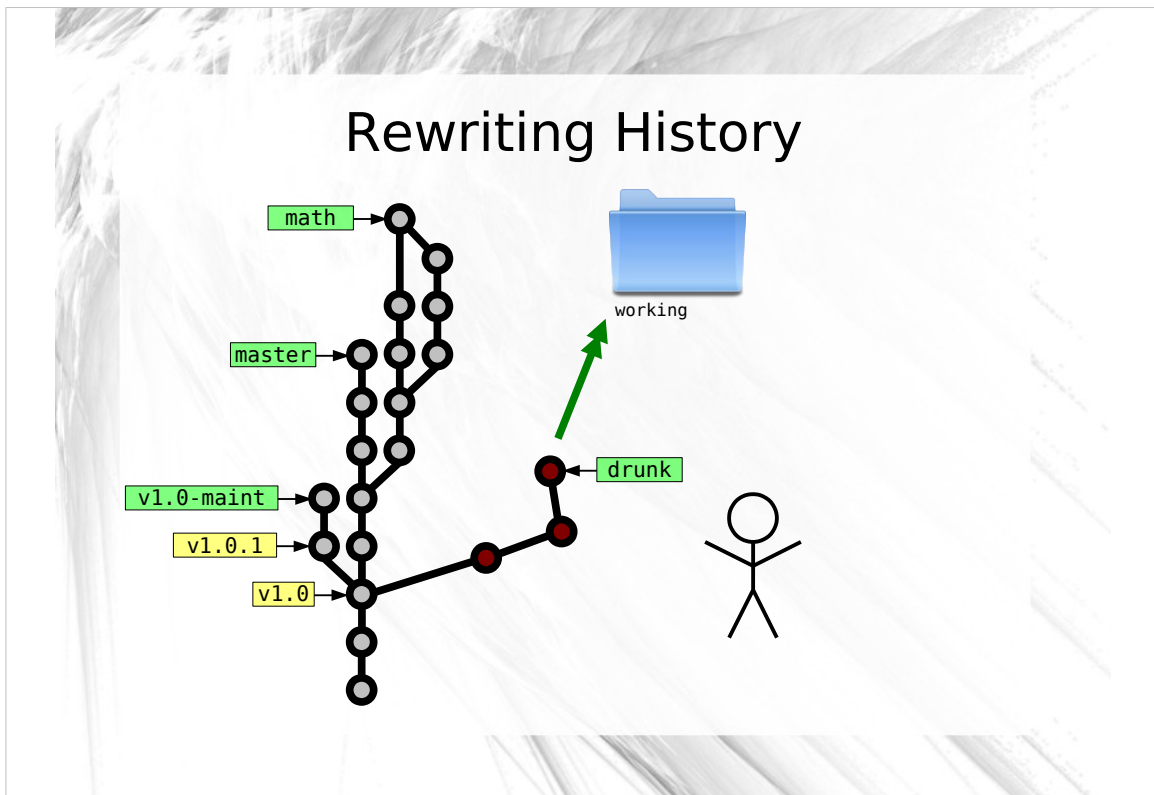 Rewriting History
math
working
master
drunk
v1.0-maint
v1.0.1
v1.0